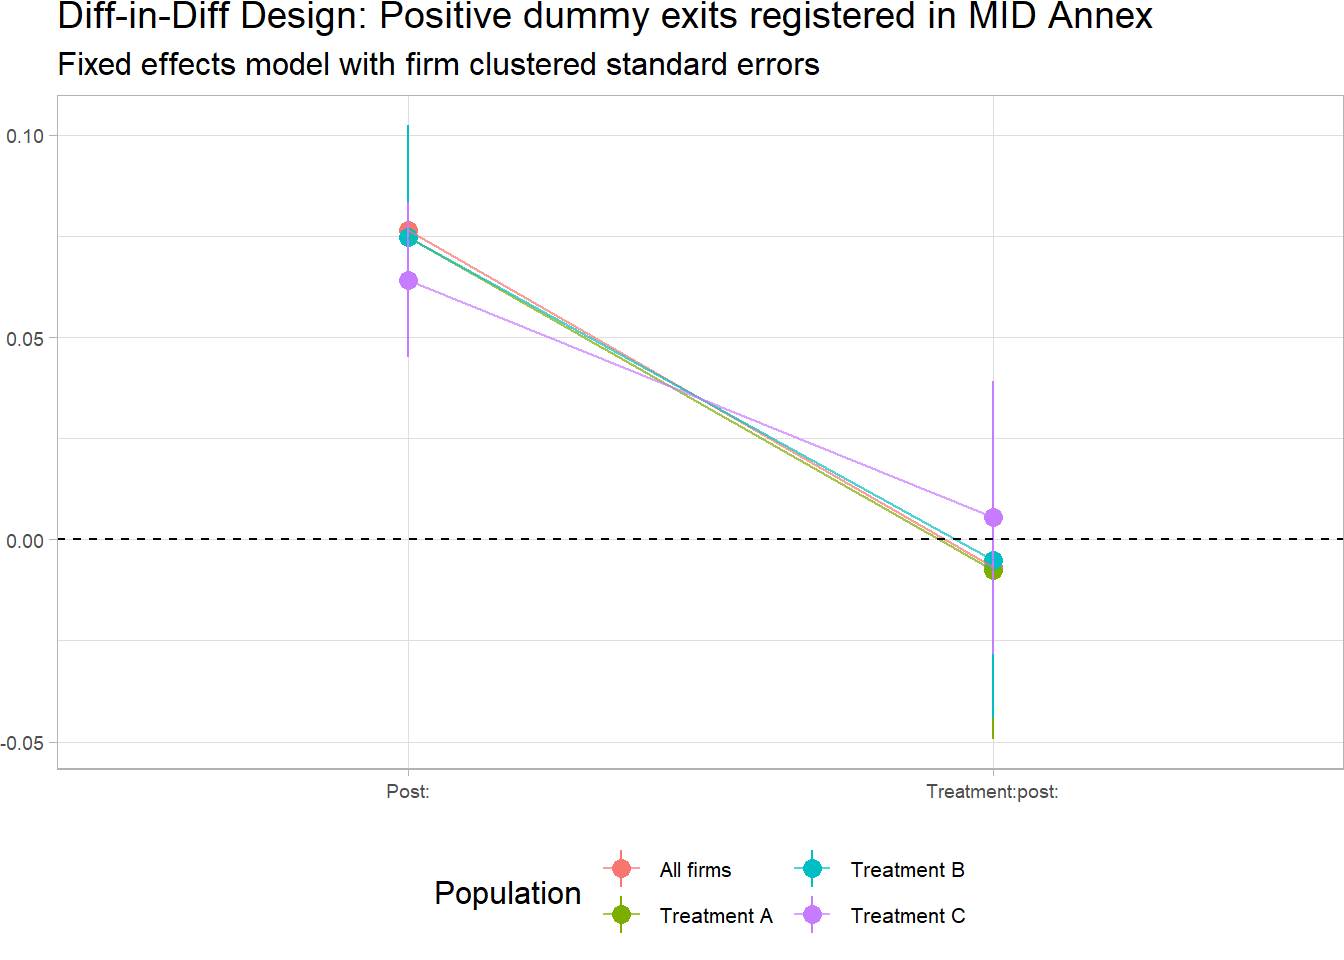 Diff-in-Diff Design: Positive dummy exits registered in MID Annex
Fixed effects model with firm clustered standard errors
0.10
0.05
0.00
-0.05
Post:
Treatment:post:
Population
All firms
Treatment B
Treatment A
Treatment C